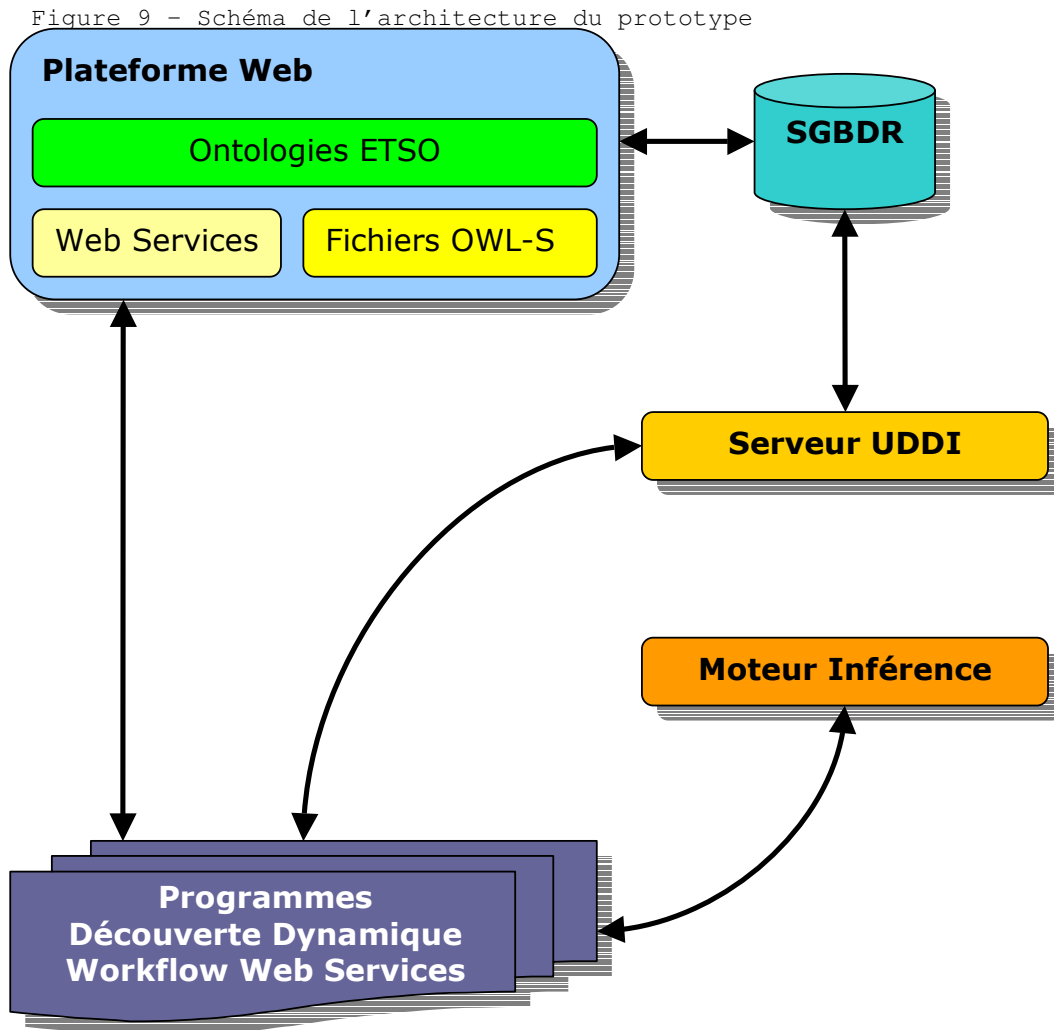 Figure 9 – Schéma de l’architecture du prototype
Plateforme Web
Ontologies ETSO
Web Services
Fichiers OWL-S
SGBDR
Serveur UDDI
Moteur Inférence
Programmes
Découverte Dynamique
Workflow Web Services